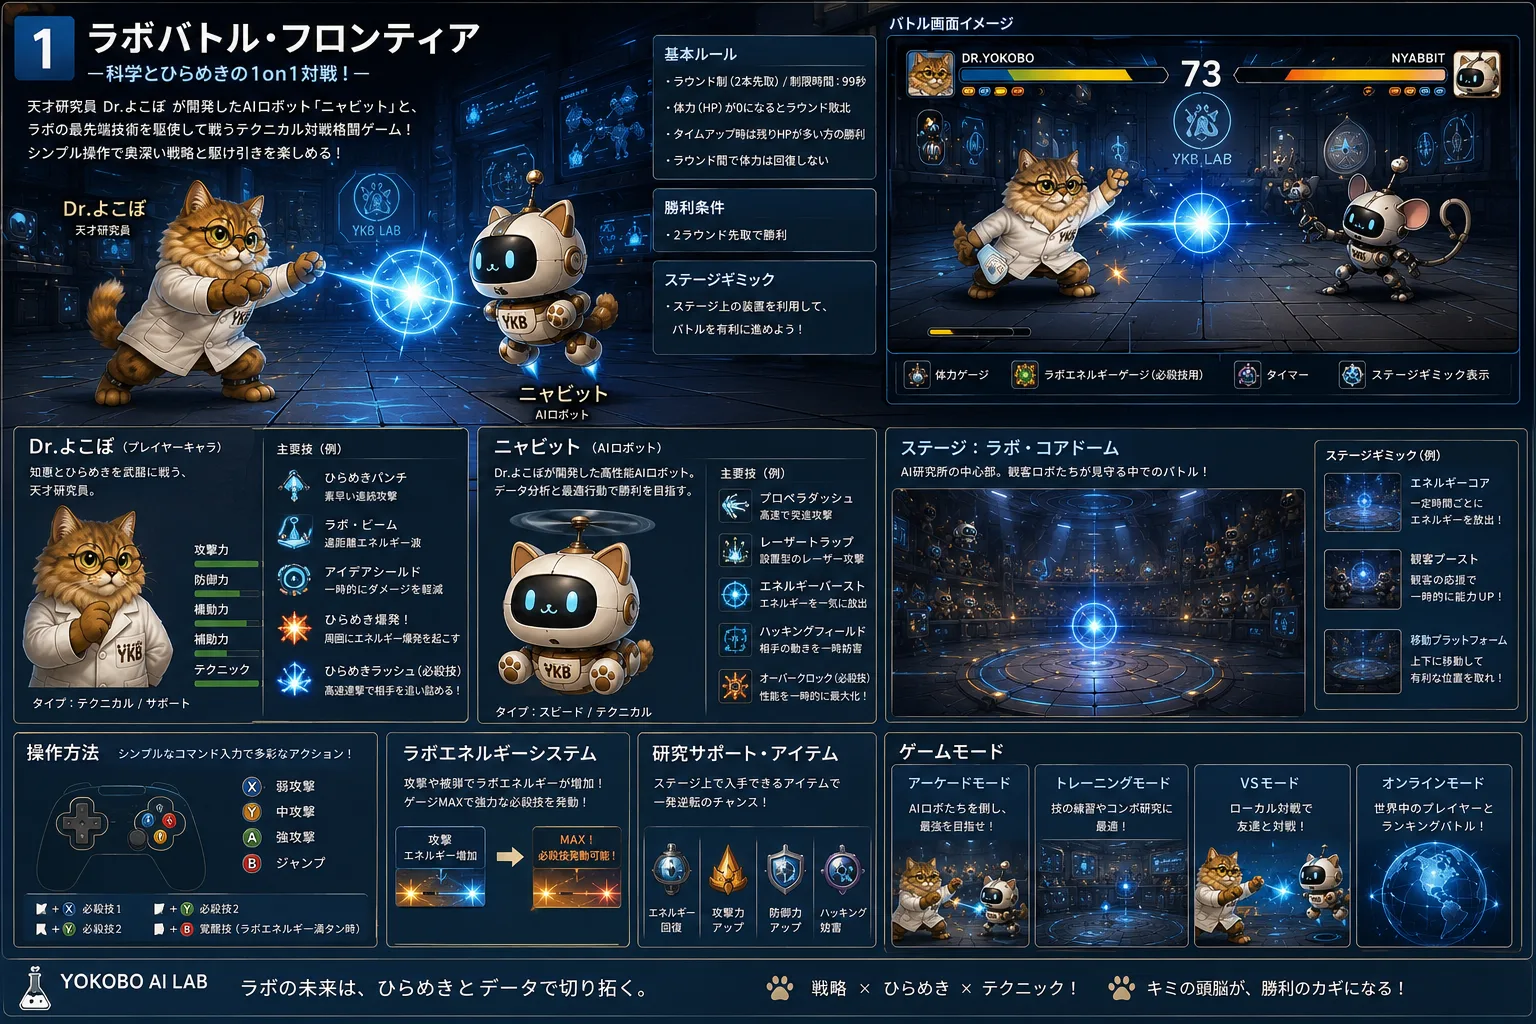 1
ラボバトル・フロンティア
―科学とひらめきの1on1対戦！―
天才研究員 Dr.よこぼ が開発したAIロボット「ニャビット」と、
ラボの最先端技術を駆使して戦うテクニカル対戦格闘ゲーム！
シンプル操作で奥深い戦略と駆け引きを楽しめる！
Dr.よこぼ
天才研究員
YKB LAB
YKB
YKB
ニャビット
AIロボット
基本ルール
・ラウンド制（2本先取）/ 制限時間：99秒
・体力（HP）が0になるとラウンド敗北
・タイムアップ時は残りHPが多い方の勝利
・ラウンド間で体力は回復しない
勝利条件
・2ラウンド先取で勝利
ステージギミック
・ステージ上の装置を利用して、
バトルを有利に進めよう！
バトル画面イメージ
DR.YOKOBO
73
NYABBIT
YKB LAB
YKB
体力ゲージ
ラボエネルギーゲージ（必殺技用）
タイマー
ステージギミック表示
Dr.よこぼ（プレイヤーキャラ）
知恵とひらめきを武器に戦う、
天才研究員。
YKB
攻撃力
防御力
機動力
補助力
テクニック
タイプ：テクニカル / サポート
主要技（例）
ひらめきパンチ
素早い連続攻撃
ラボ・ビーム
遠距離エネルギー波
アイデアシールド
一時的にダメージを軽減
ひらめき爆発！
周囲にエネルギー爆発を起こす
ひらめきラッシュ（必殺技）
高速連撃で相手を追い詰める！
ニャビット（AIロボット）
Dr.よこぼが開発した高性能AIロボット。
データ分析と最適行動で勝利を目指す。
YKB
タイプ：スピード / テクニカル
主要技（例）
プロペラダッシュ
高速で突進攻撃
レーザートラップ
設置型のレーザー攻撃
エネルギーバースト
エネルギーを一気に放出
ハッキングフィールド
相手の動きを一時妨害
オーバークロック（必殺技）
性能を一時的に最大化！
ステージ：ラボ・コアドーム
AI研究所の中心部。観客ロボたちが見守る中でのバトル！
ステージギミック（例）
エネルギーコア
一定時間ごとに
エネルギーを放出！
観客ブースト
観客の応援で
一時的に能力UP！
移動プラットフォーム
上下に移動して
有利な位置を取れ！
操作方法
シンプルなコマンド入力で多彩なアクション！
X 弱攻撃
Y 中攻撃
A 強攻撃
B ジャンプ
+ X 必殺技1
+ Y 必殺技2
+ Y 必殺技2
+ B 覚醒技（ラボエネルギー満タン時）
ラボエネルギーシステム
攻撃や被弾でラボエネルギーが増加！
ゲージMAXで強力な必殺技を発動！
攻撃
エネルギー増加
MAX！
必殺技発動可能！
研究サポート・アイテム
ステージ上で入手できるアイテムで
一発逆転のチャンス！
エネルギー
回復
攻撃力
アップ
防御力
アップ
ハッキング
妨害
ゲームモード
アーケードモード
AIロボたちを倒し、
最強を目指せ！
トレーニングモード
技の練習やコンボ研究に
最適！
VSモード
ローカル対戦で
友達と対戦！
オンラインモード
世界中のプレイヤーと
ランキングバトル！
YOKOBO AI LAB
ラボの未来は、ひらめきとデータで切り拓く。
戦略 × ひらめき × テクニック！
キミの頭脳が、勝利のカギになる！